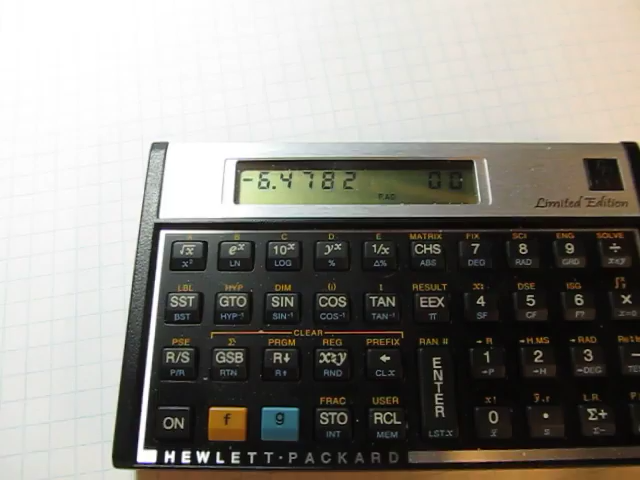 -6.4782 00
RAD
Limited Edition
A B C D E MATRIX FIX SCI ENG SOLVE
√x eˣ 10ˣ yˣ 1/x CHS 7 8 9 ÷
x² LN LOG % Δ% ABS DEG RAD GRD x≤y
LBL HYP DIM (i) I RESULT x≷ DSE ISG
SST GTO SIN COS TAN EEX 4 5 6 ×
BST HYP⁻¹ SIN⁻¹ COS⁻¹ TAN⁻¹ π SF CF F? x=0
CLEAR
PSE Σ PRGM REG PREFIX RAN # →R →H.MS →RAD
R/S GSB R↓ x≷y ← ENTER 1 2 3
P/R RTN R↑ RND CLx →P →H →DEG
FRAC USER x! ŷ,r L.R.
ON f g STO RCL 0 · Σ+
INT MEM LSTx x̄ s Σ-
HEWLETT·PACKARD